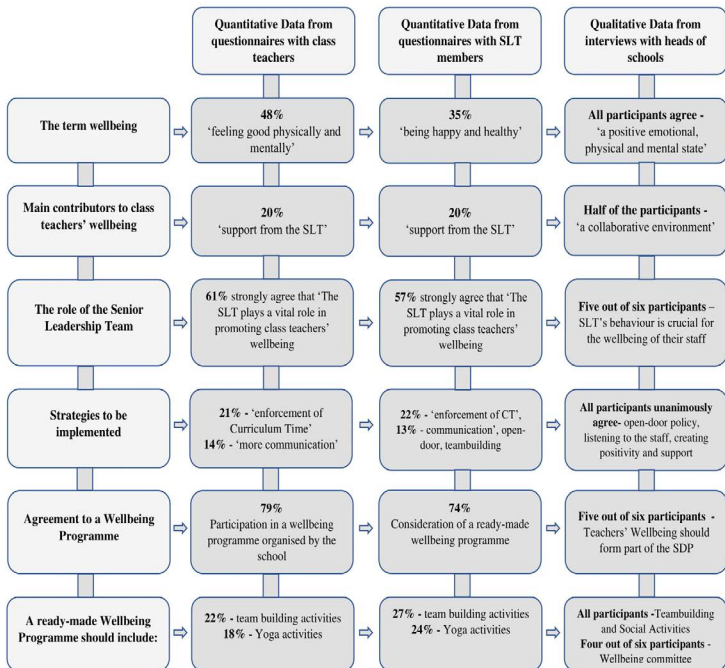 Quantitative Data from
questionnaires with class
teachers
Quantitative Data from
questionnaires with SLT
members
Qualitative Data from
interviews with heads of
schools
The term wellbeing
48%
‘feeling good physically and
mentally’
35%
‘being happy and healthy’
All participants agree -
‘a positive emotional,
physical and mental state’
Main contributors to class
teachers’ wellbeing
20%
‘support from the SLT’
20%
‘support from the SLT’
Half of the participants -
‘a collaborative environment’
The role of the Senior
Leadership Team
61% strongly agree that ‘The
SLT plays a vital role in
promoting class teachers’
wellbeing
57% strongly agree that ‘The
SLT plays a vital role in
promoting class teachers’
wellbeing
Five out of six participants –
SLT’s behaviour is crucial for
the wellbeing of their staff
Strategies to be
implemented
21% - ‘enforcement of
Curriculum Time’
14% - ‘more communication’
22% - ‘enforcement of CT’,
13% - communication’, open-
door, teambuilding
All participants unanimously
agree- open-door policy,
listening to the staff, creating
positivity and support
Agreement to a Wellbeing
Programme
79%
Participation in a wellbeing
programme organised by the
school
74%
Consideration of a ready-made
wellbeing programme
Five out of six participants -
Teachers’ Wellbeing should
form part of the SDP
A ready-made Wellbeing
Programme should include:
22% - team building activities
18% - Yoga activities
27% - team building activities
24% - Yoga activities
All participants -Teambuilding
and Social Activities
Four out of six participants -
Wellbeing committee